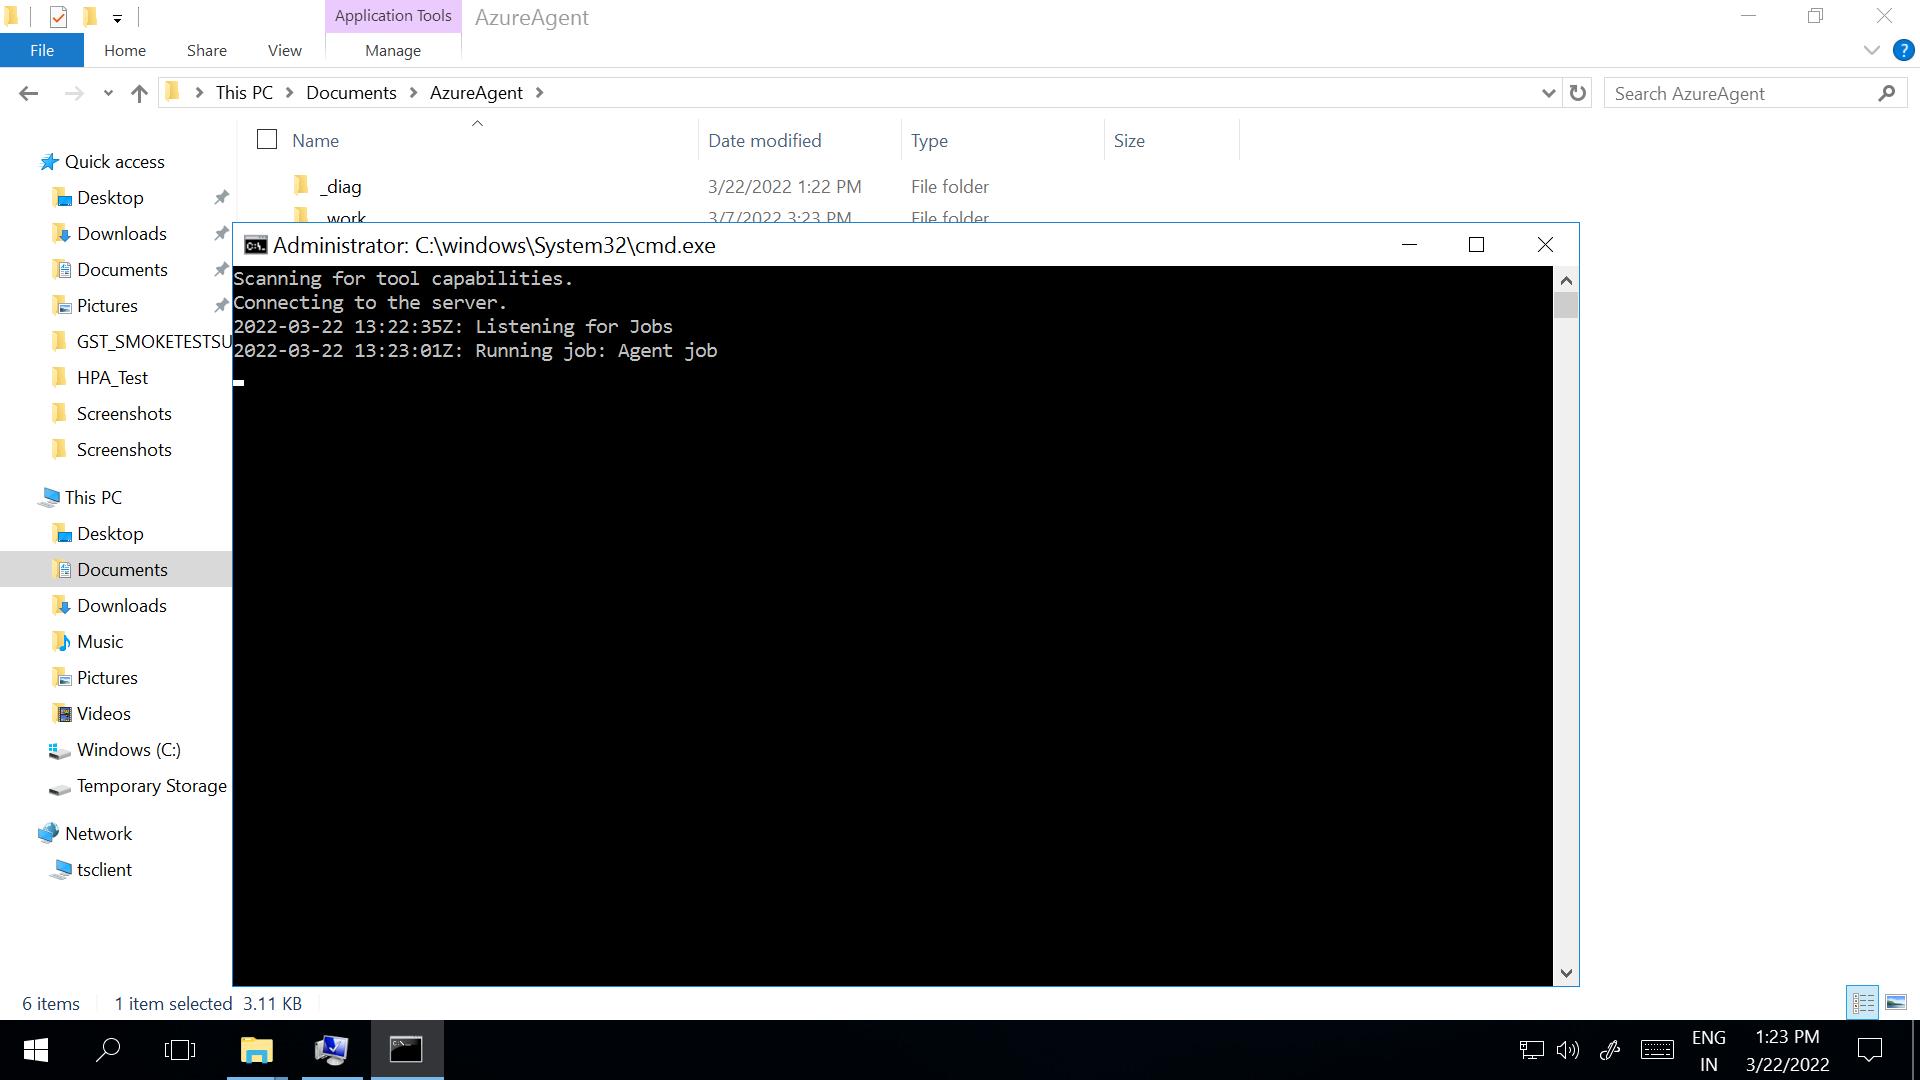 Application Tools
AzureAgent
File
Home
Share
View
Manage
This PC
Documents
AzureAgent
Search AzureAgent
Name
Date modified
Type
Size
_diag
3/22/2022 1:22 PM
File folder
_work
3/7/2022 3:23 PM
File folder
Quick access
Desktop
Downloads
Documents
Pictures
GST_SMOKETESTSU
HPA_Test
Screenshots
Screenshots
This PC
Desktop
Documents
Downloads
Music
Pictures
Videos
Windows (C:)
Temporary Storage
Network
tsclient
Administrator: C:\windows\System32\cmd.exe
Scanning for tool capabilities.
Connecting to the server.
2022-03-22 13:22:35Z: Listening for Jobs
2022-03-22 13:23:01Z: Running job: Agent job
6 items
1 item selected 3.11 KB
ENG
IN
1:23 PM
3/22/2022